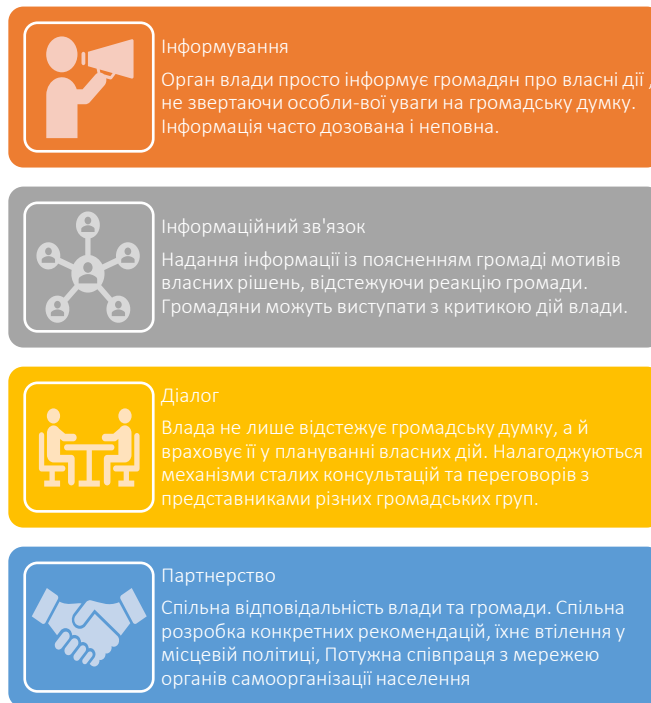 Інформування
Орган влади просто інформує громадян про власні дії ,
не звертаючи особли-вої уваги на громадську думку.
Інформація часто дозована і неповна.
Інформаційний зв'язок
Надання інформації із поясненням громаді мотивів
власних рішень, відстежуючи реакцію громади.
Громадяни можуть виступати з критикою дій влади.
Діалог
Влада не лише відстежує громадську думку, а й
враховує її у плануванні власних дій. Налагоджуються
механізми сталих консультацій та переговорів з
представниками різних громадських груп.
Партнерство
Спільна відповідальність влади та громади. Спільна
розробка конкретних рекомендацій, їхнє втілення у
місцевій політиці, Потужна співпраця з мережею
органів самоорганізації населення